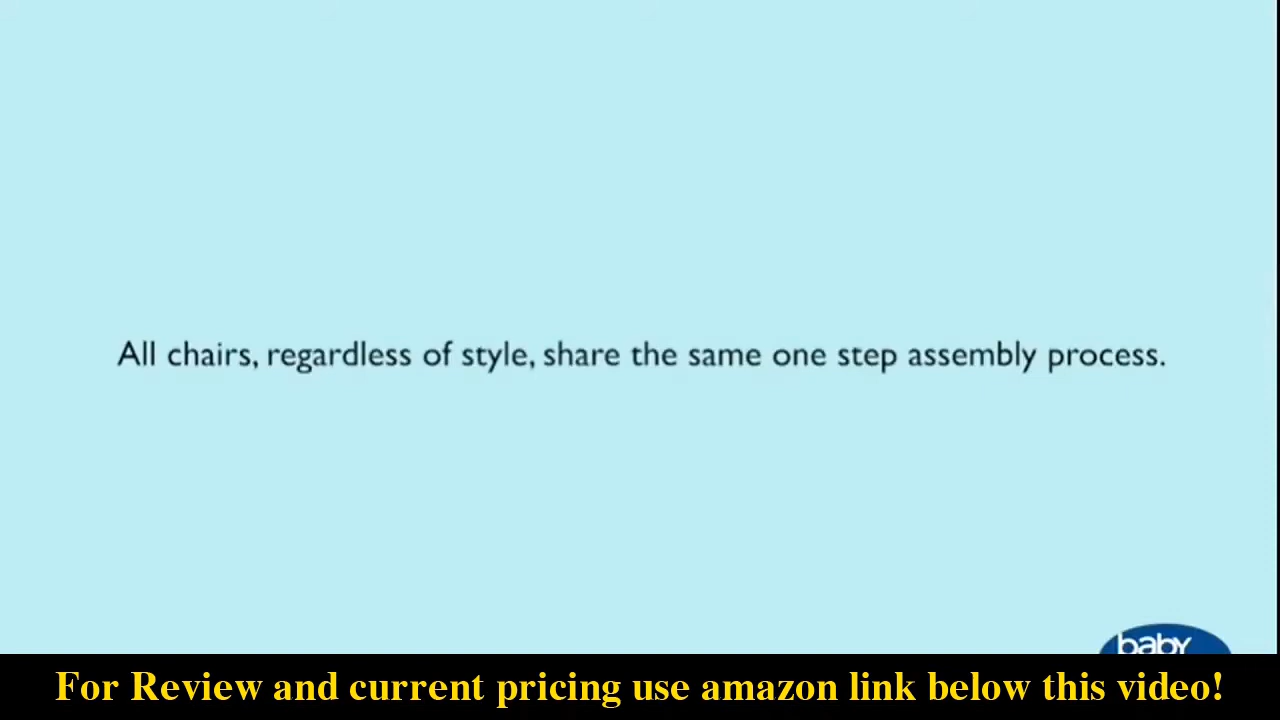 All chairs, regardless of style, share the same one step assembly process.
baby
For Review and current pricing use amazon link below this video!